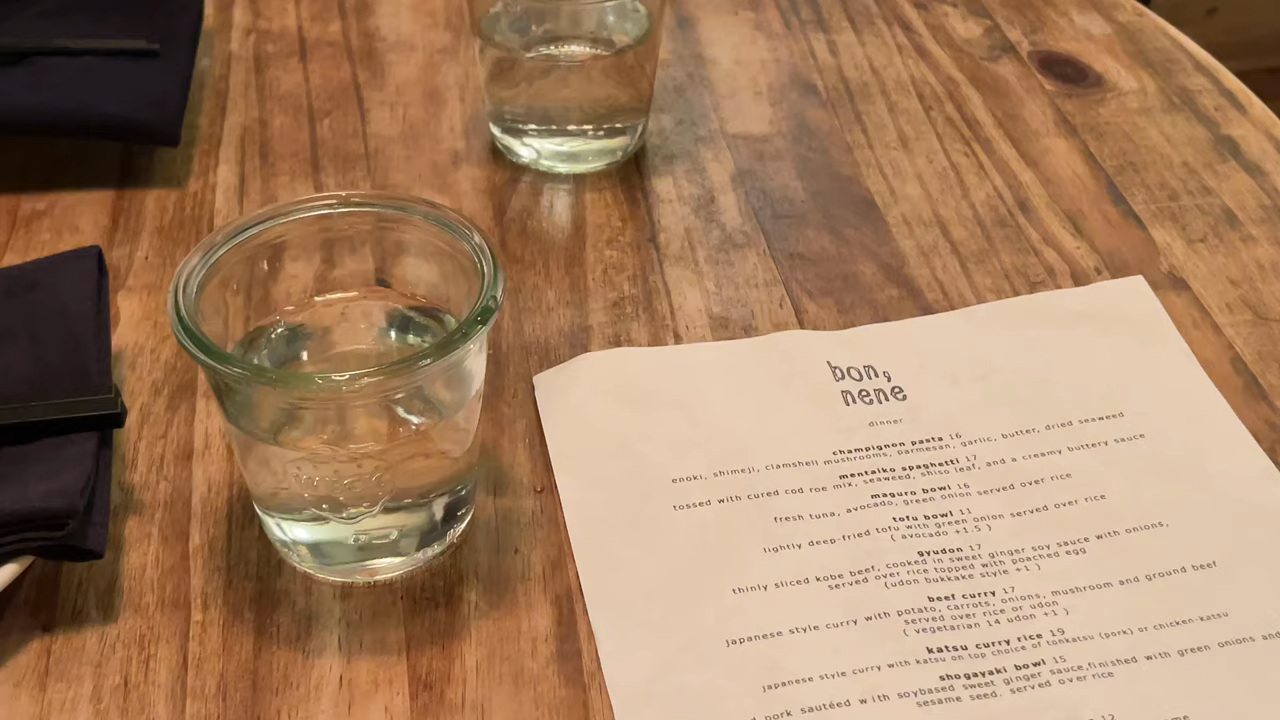 bon,
nene
dinner
champignon pasta 16
enoki, shimeji, clamshell mushrooms, parmesan, garlic, butter, dried seaweed
mentaiko spaghetti 17
tossed with cured cod roe mix, seaweed, shiso leaf, and a creamy buttery sauce
maguro bowl 16
fresh tuna, avocado, green onion served over rice
tofu bowl 11
lightly deep-fried tofu with green onion served over rice
( avocado +1.5 )
gyudon 17
thinly sliced kobe beef, cooked in sweet ginger soy sauce with onions,
served over rice topped with poached egg
(udon bukkake style +1 )
beef curry 17
japanese style curry with potato, carrots, onions, mushroom and ground beef
served over rice or udon
( vegetarian 14 udon +1 )
katsu curry rice 19
japanese style curry with katsu on top choice of tonkatsu (pork) or chicken-katsu
shogayaki bowl 15
pork sautéed with soybased sweet ginger sauce,finished with green onions and
sesame seed. served over rice
12